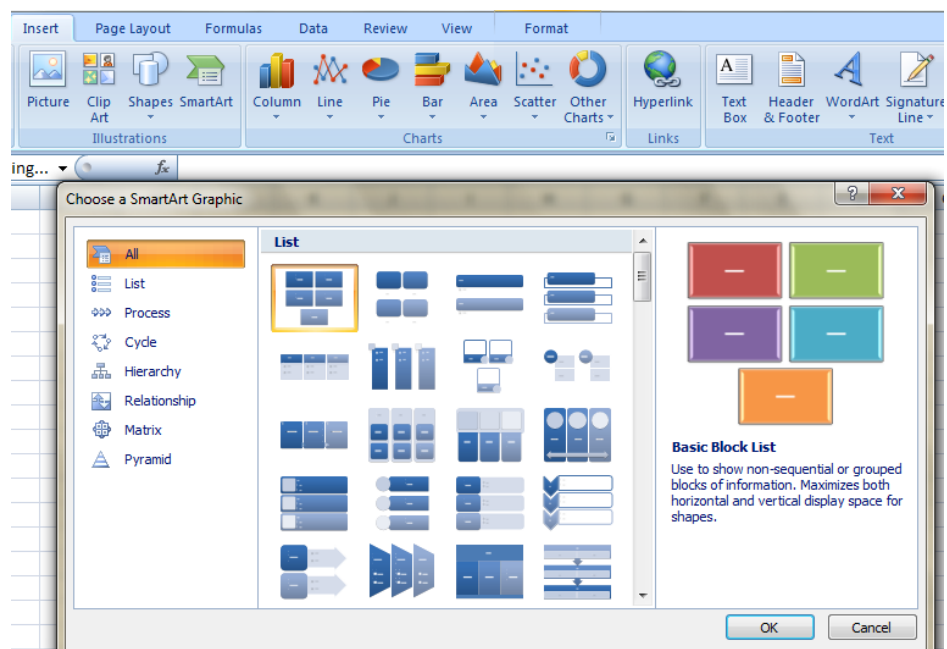 Insert Page Layout Formulas Data Review View Format
Picture Clip Art Shapes SmartArt Column Line Pie Bar Area Scatter Other Charts Hyperlink Text Box Header & Footer WordArt Signature Line
Illustrations Charts Links Text
ing... fx
Choose a SmartArt Graphic
All
List
Process
Cycle
Hierarchy
Relationship
Matrix
Pyramid
List
Basic Block List
Use to show non-sequential or grouped
blocks of information. Maximizes both
horizontal and vertical display space for
shapes.
OK Cancel